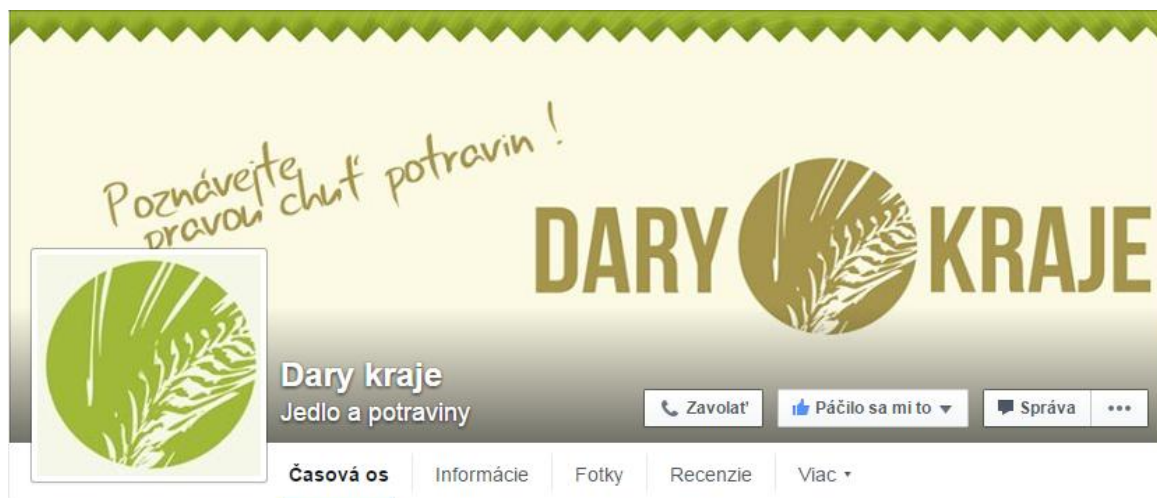 Poznávejte
pravou chuť potravin !
DARY KRAJE
Dary kraje
Jedlo a potraviny
Zavolať
Páčilo sa mi to
Správa
Časová os
Informácie
Fotky
Recenzie
Viac